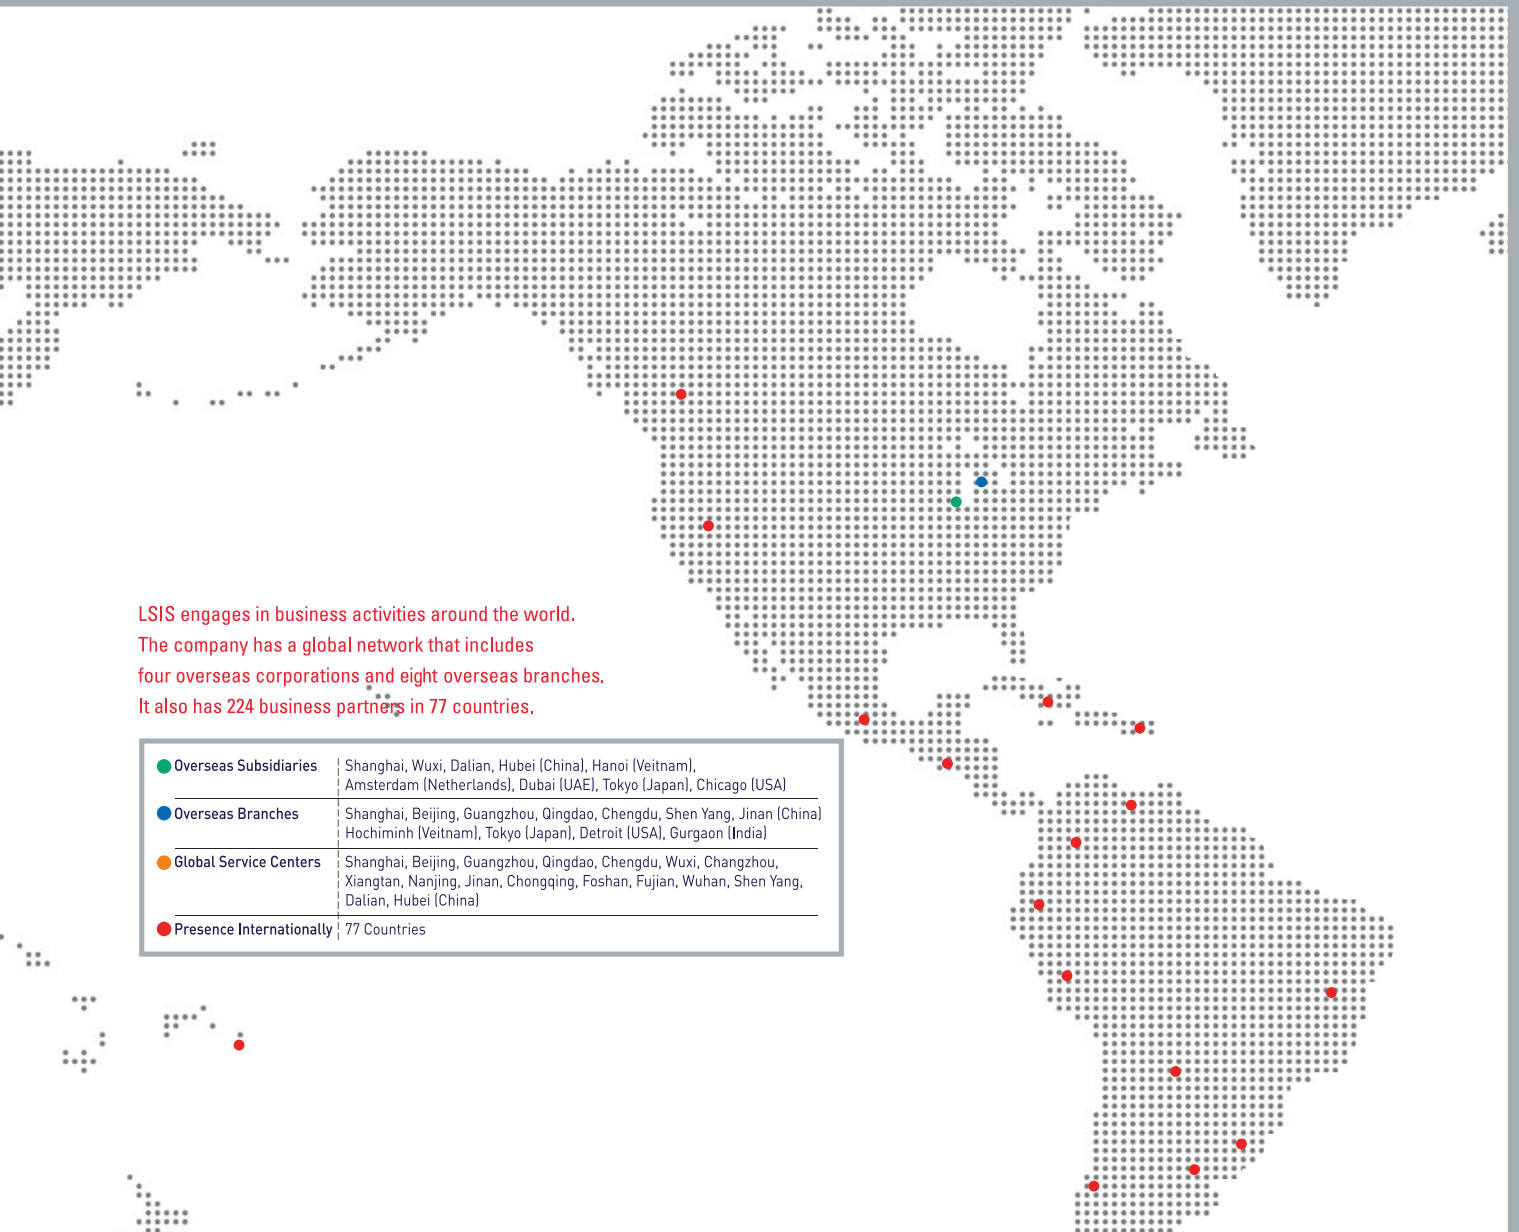 LSIS engages in business activities around the world.
The company has a global network that includes
four overseas corporations and eight overseas branches.
It also has 224 business partners in 77 countries.
Overseas Subsidiaries
Shanghai, Wuxi, Dalian, Hubei (China), Hanoi (Veitnam),
Amsterdam (Netherlands), Dubai (UAE), Tokyo (Japan), Chicago (USA)
Overseas Branches
Shanghai, Beijing, Guangzhou, Qingdao, Chengdu, Shen Yang, Jinan (China)
Hochiminh (Veitnam), Tokyo (Japan), Detroit (USA), Gurgaon (India)
Global Service Centers
Shanghai, Beijing, Guangzhou, Qingdao, Chengdu, Wuxi, Changzhou,
Xiangtan, Nanjing, Jinan, Chongqing, Foshan, Fujian, Wuhan, Shen Yang,
Dalian, Hubei (China)
Presence Internationally
77 Countries